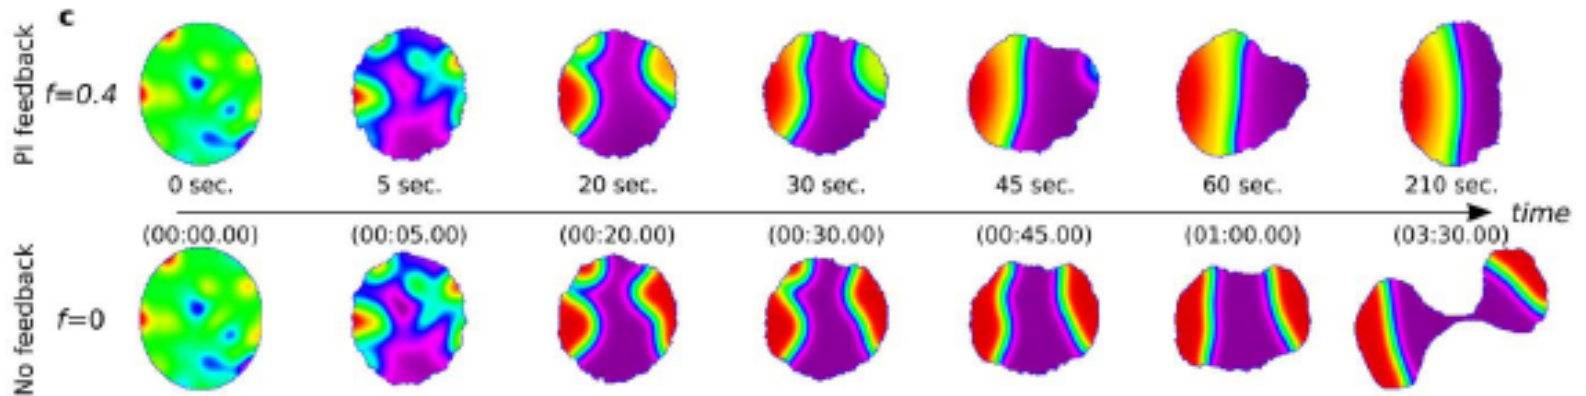 c
PI feedback
f=0.4
0 sec. 5 sec. 20 sec. 30 sec. 45 sec. 60 sec. 210 sec.
time
(00:00.00) (00:05.00) (00:20.00) (00:30.00) (00:45.00) (01:00.00) (03:30.00)
No feedback
f=0